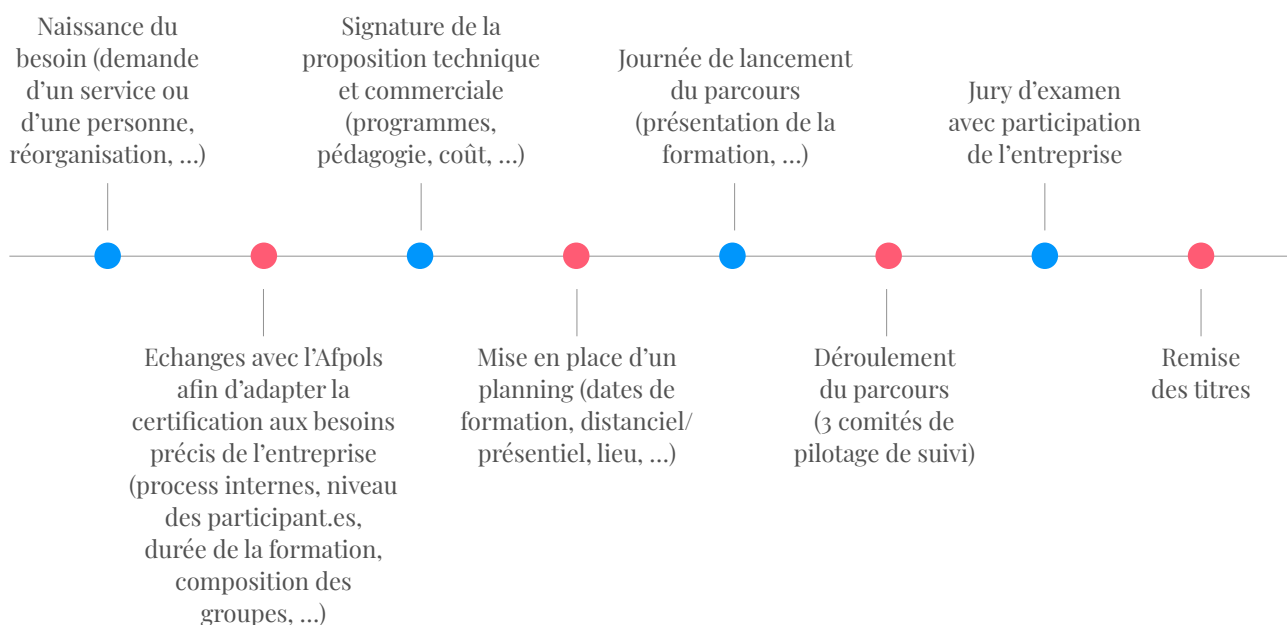 Naissance du
besoin (demande
d’un service ou
d’une personne,
réorganisation, ...)
Echanges avec l’Afpols
afin d’adapter la
certification aux besoins
précis de l’entreprise
(process internes, niveau
des participant.es,
durée de la formation,
composition des
groupes, ...)
Signature de la
proposition technique
et commerciale
(programmes,
pédagogie, coût, ...)
Mise en place d’un
planning (dates de
formation, distanciel/
présentiel, lieu, ...)
Journée de lancement
du parcours
(présentation de la
formation, ...)
Déroulement
du parcours
(3 comités de
pilotage de suivi)
Jury d’examen
avec participation
de l’entreprise
Remise
des titres